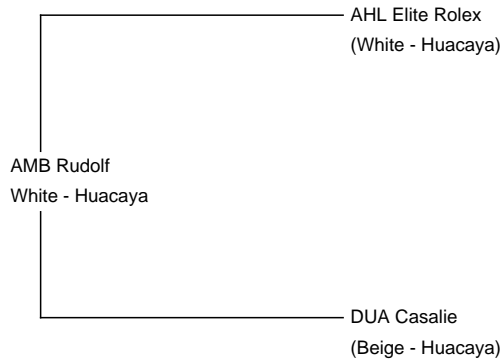 AHL Elite Rolex
(White - Huacaya)
AMB Rudolf
White - Huacaya
DUA Casalie
(Beige - Huacaya)